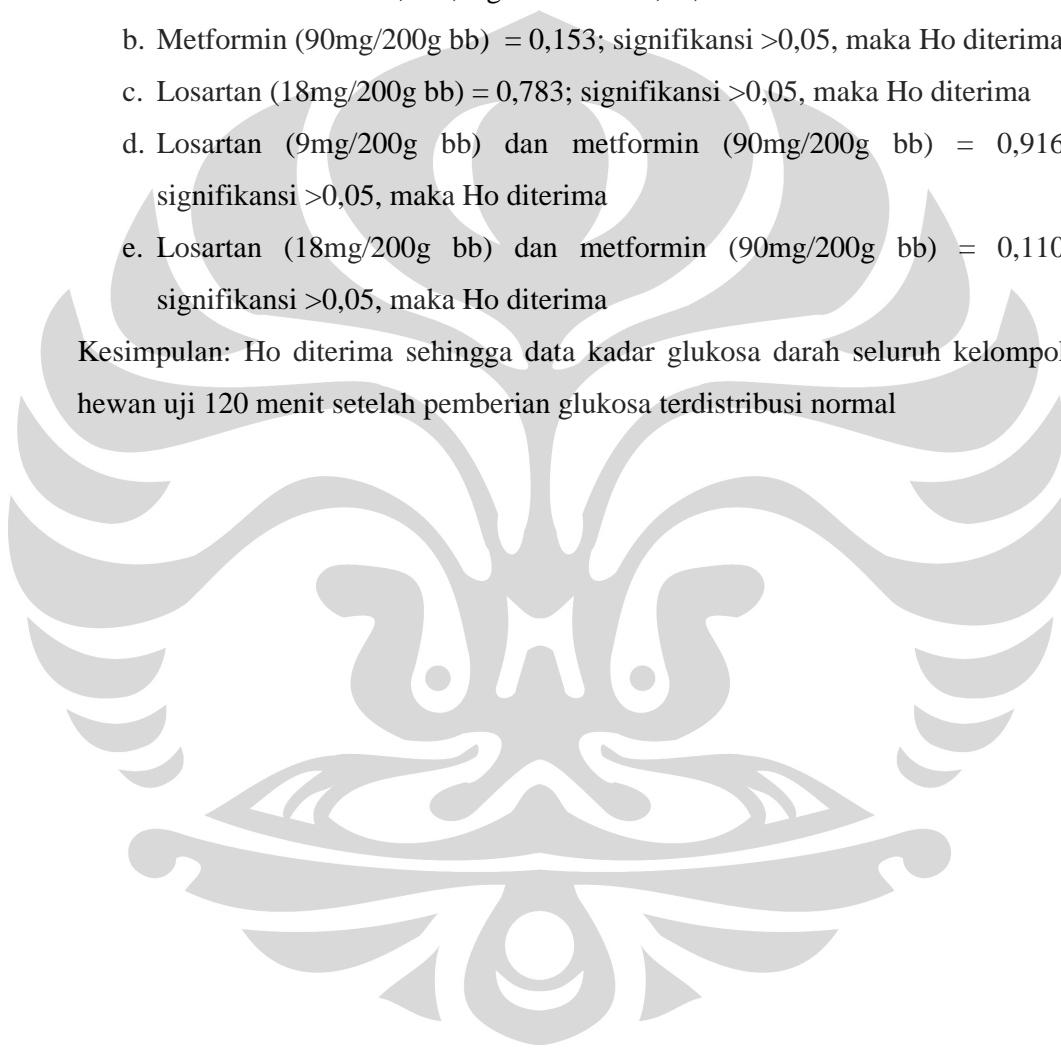 b. Metformin (90mg/200g bb) = 0,153; signifikansi >0,05, maka Ho diterima
c. Losartan (18mg/200g bb) = 0,783; signifikansi >0,05, maka Ho diterima
d. Losartan (9mg/200g bb) dan metformin (90mg/200g bb) = 0,916
signifikansi >0,05, maka Ho diterima
e. Losartan (18mg/200g bb) dan metformin (90mg/200g bb) = 0,110
signifikansi >0,05, maka Ho diterima
Kesimpulan: Ho diterima sehingga data kadar glukosa darah seluruh
hewan uji 120 menit setelah pemberian glukosa terdistribusi normal